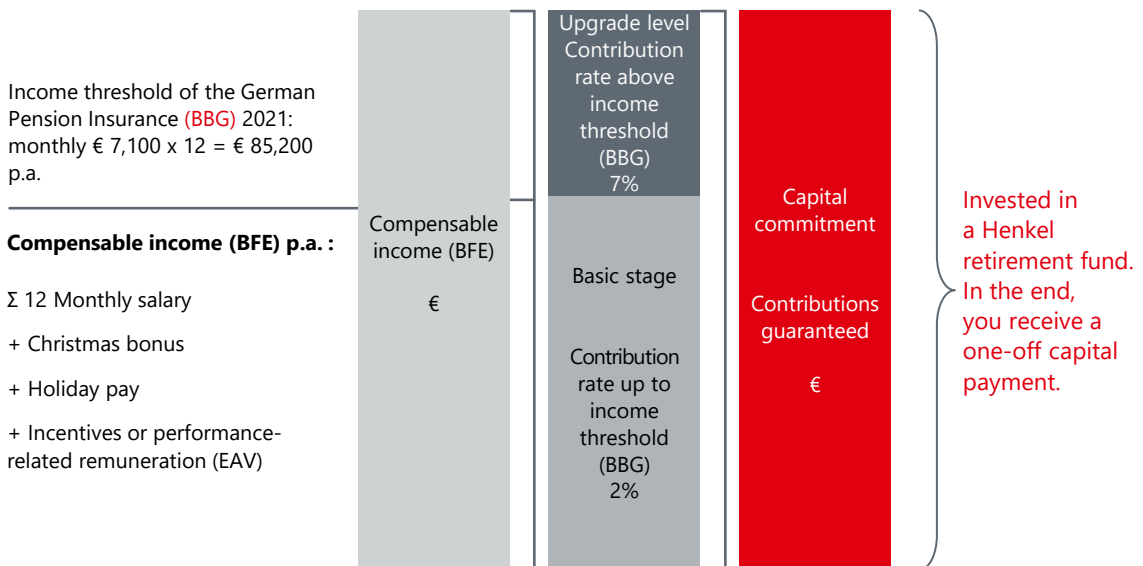 Income threshold of the German
Pension Insurance (BBG) 2021:
monthly € 7,100 x 12 = € 85,200
p.a.
Compensable income (BFE) p.a. :
Σ 12 Monthly salary
+ Christmas bonus
+ Holiday pay
+ Incentives or performance-
related remuneration (EAV)
Compensable
income (BFE)
€
Upgrade level
Contribution
rate above
income
threshold
(BBG)
7%
Basic stage
Contribution
rate up to
income
threshold
(BBG)
2%
Capital
commitment
Contributions
guaranteed
€
Invested in
a Henkel
retirement fund.
In the end,
you receive a
one-off capital
payment.